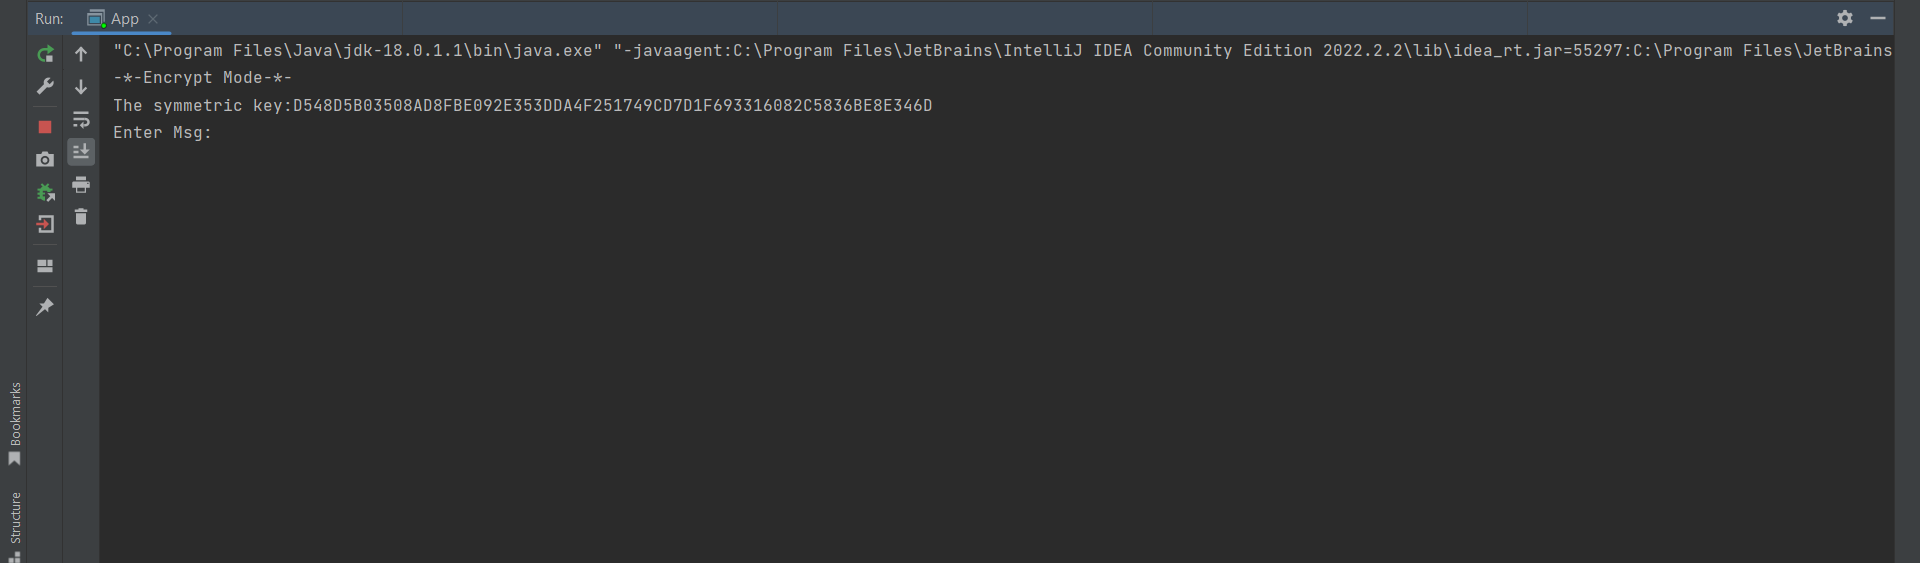 Run:
App
"C:\Program Files\Java\jdk-18.0.1.1\bin\java.exe" "-javaagent:C:\Program Files\JetBrains\IntelliJ IDEA Community Edition 2022.2.2\lib\idea_rt.jar=55297:C:\Program Files\JetBrains
-*-Encrypt Mode-*-
The symmetric key:D548D5B03508AD8FBE092E353DDA4F251749CD7D1F693316082C5836BE8E346D
Enter Msg:
Bookmarks
Structure